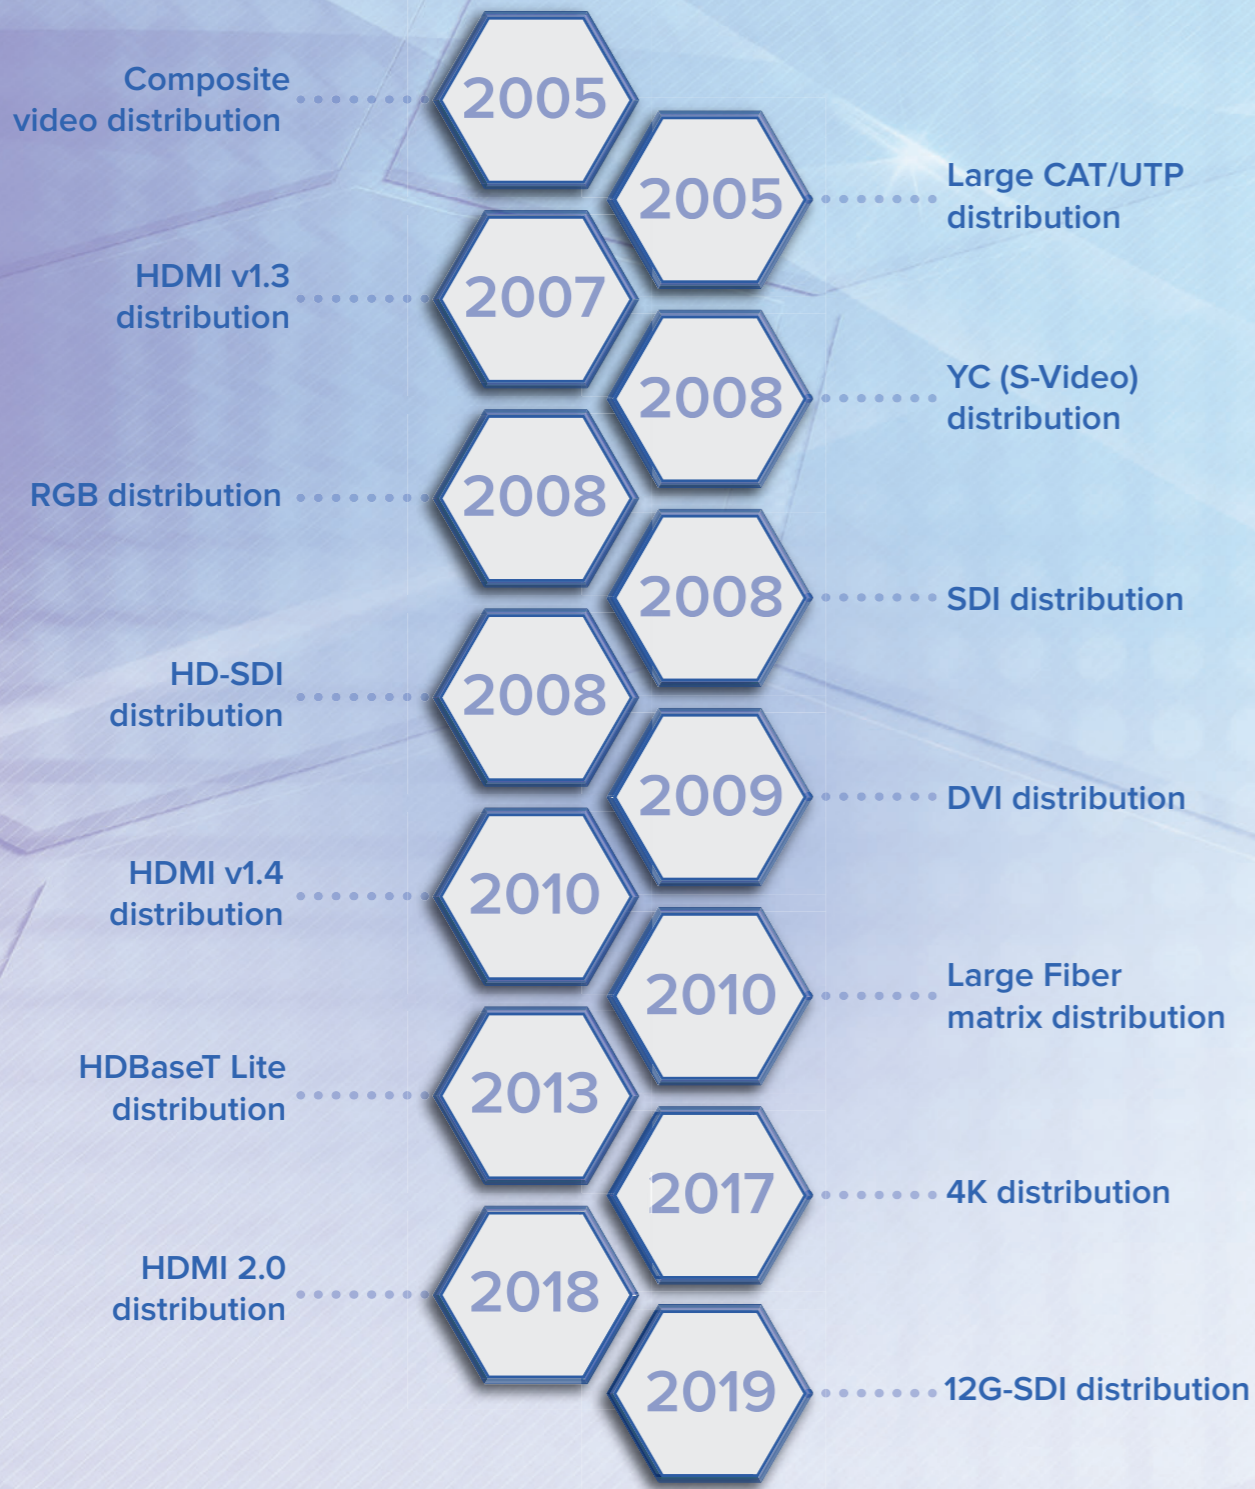 Composite
video distribution
2005
2005
Large CAT/UTP
distribution
HDMI v1.3
distribution
2007
2008
YC (S-Video)
distribution
RGB distribution
2008
2008
SDI distribution
HD-SDI
distribution
2008
2009
DVI distribution
HDMI v1.4
distribution
2010
2010
Large Fiber
matrix distribution
HDBaseT Lite
distribution
2013
2017
4K distribution
HDMI 2.0
distribution
2018
2019
12G-SDI distribution